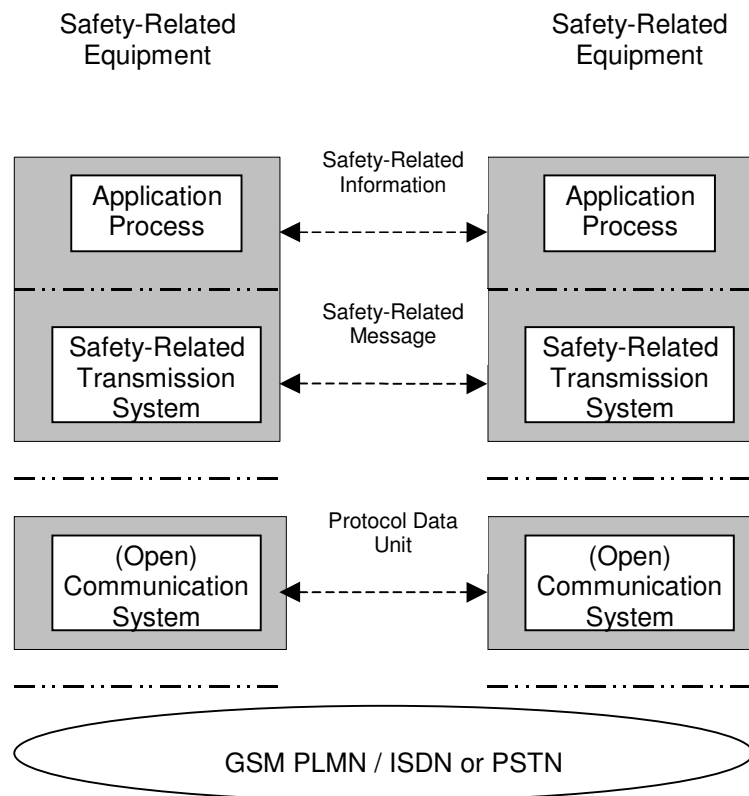 Safety-Related
Equipment
Safety-Related
Equipment
Application
Process
Safety-Related
Information
Application
Process
Safety-Related
Transmission
System
Safety-Related
Message
Safety-Related
Transmission
System
(Open)
Communication
System
Protocol Data
Unit
(Open)
Communication
System
GSM PLMN / ISDN or PSTN